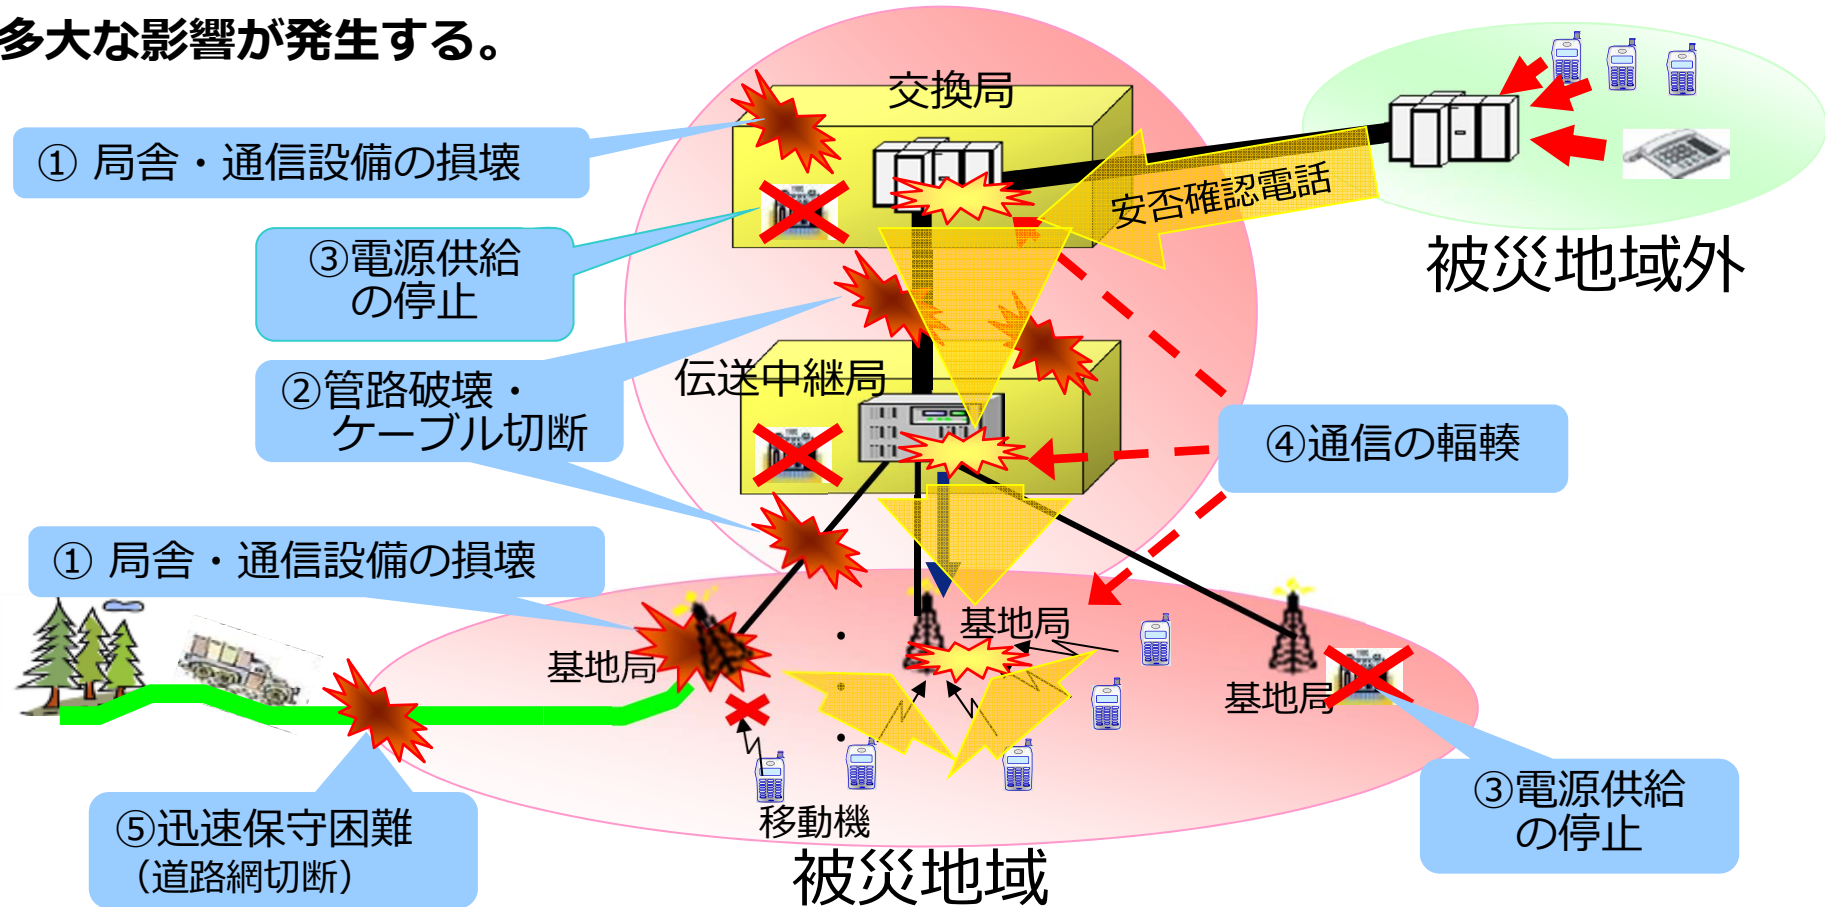 多大な影響が発生する。
交換局
① 局舎・通信設備の損壊
安否確認電話
③電源供給
の停止
被災地域外
②管路破壊・
ケーブル切断
伝送中継局
④通信の輻輳
① 局舎・通信設備の損壊
基地局
基地局
基地局
移動機
⑤迅速保守困難
（道路網切断）
③電源供給
の停止
被災地域